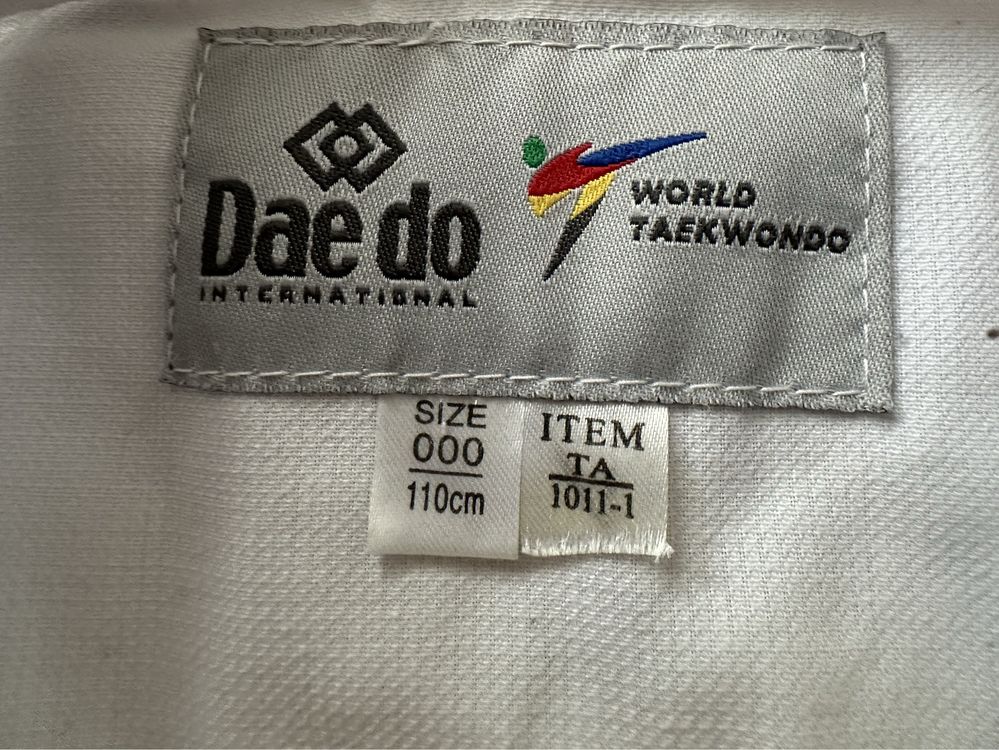 Dae do
INTERNATIONAL
WORLD
TAEKWONDO
SIZE
000
110cm
ITEM
TA
1011-1